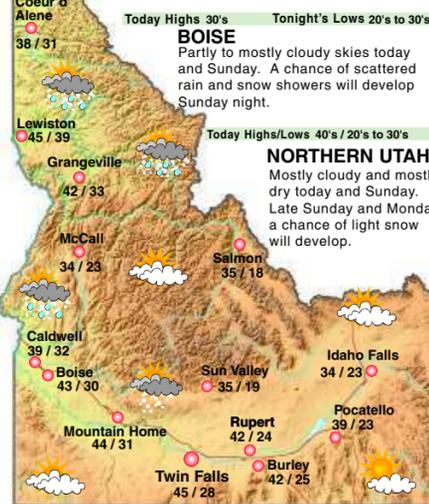 Coeur d'
Alene
38 / 31
Today Highs 30's Tonight's Lows 20's to 30's
BOISE
Partly to mostly cloudy skies today
and Sunday. A chance of scattered
rain and snow showers will develop
Sunday night.
Lewiston
45 / 39
Today Highs/Lows 40's / 20's to 30's
Grangeville
42 / 33
NORTHERN UTAH
Mostly cloudy and mostl
dry today and Sunday.
Late Sunday and Monda
a chance of light snow
will develop.
McCall
34 / 23
Salmon
35 / 18
Caldwell
39 / 32
Boise
43 / 30
Sun Valley
35 / 19
Idaho Falls
34 / 23
Mountain Home
44 / 31
Rupert
42 / 24
Pocatello
39 / 23
Twin Falls
45 / 28
Burley
42 / 25